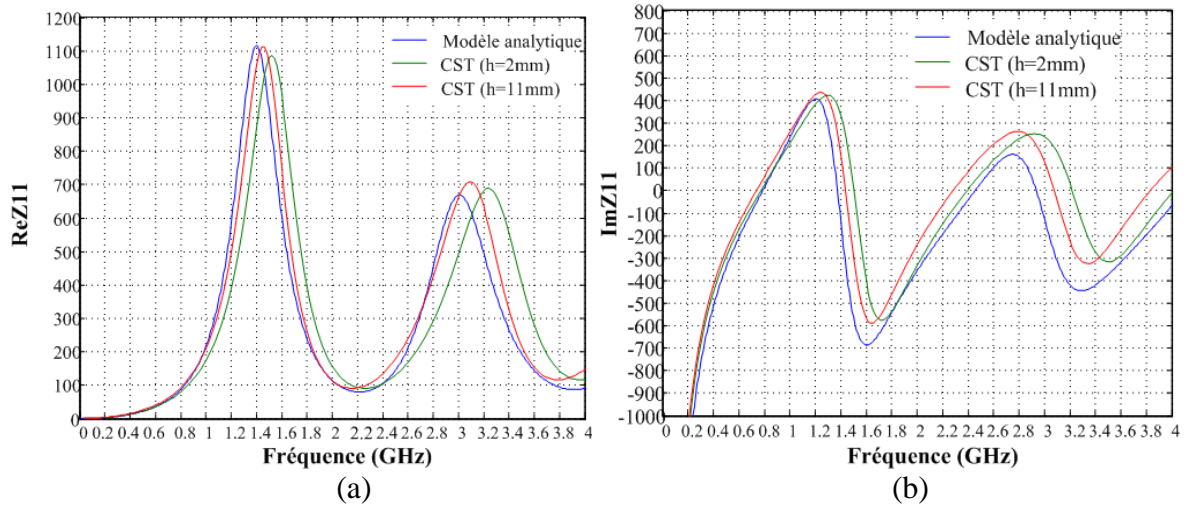 1200
1100
1000
900
800
700
600
500
400
300
200
100
0
ReZ11
Modèle analytique
CST (h=2mm)
CST (h=11mm)
0 0.2 0.4 0.6 0.8 1 1.2 1.4 1.6 1.8 2 2.2 2.4 2.6 2.8 3 3.2 3.4 3.6 3.8 4
Fréquence (GHz)
(a)
800
700
600
500
400
300
200
100
0
-100
-200
-300
-400
-500
-600
-700
-800
-900
-1000
ImZ11
Modèle analytique
CST (h=2mm)
CST (h=11mm)
0 0.2 0.4 0.6 0.8 1 1.2 1.4 1.6 1.8 2 2.2 2.4 2.6 2.8 3 3.2 3.4 3.6 3.8 4
Fréquence (GHz)
(b)